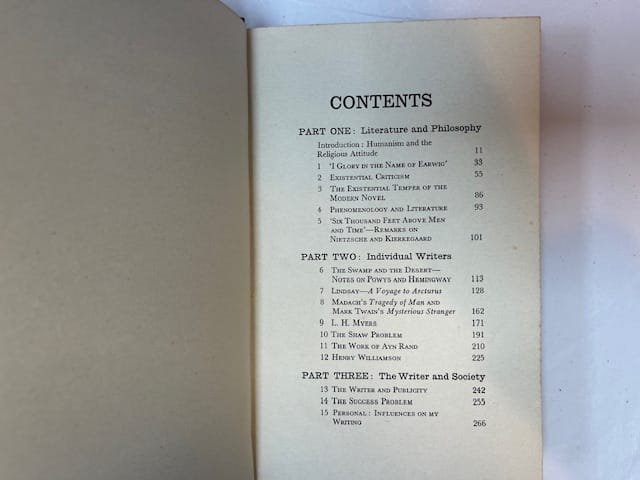 CONTENTS
PART ONE: Literature and Philosophy
Introduction: Humanism and the
Religious Attitude 11
1 'I Glory in the Name of Earwig' 33
2 Existential Criticism 55
3 The Existential Temper of the
Modern Novel 86
4 Phenomenology and Literature 93
5 'Six Thousand Feet Above Men
and Time'—Remarks on
Nietzsche and Kierkegaard 101
PART TWO: Individual Writers
6 The Swamp and the Desert—
Notes on Powys and Hemingway 113
7 Lindsay—A Voyage to Arcturus 128
8 Madach's Tragedy of Man and
Mark Twain's Mysterious Stranger 162
9 L. H. Myers 171
10 The Shaw Problem 191
11 The Work of Ayn Rand 210
12 Henry Williamson 225
PART THREE: The Writer and Society
13 The Writer and Publicity 242
14 The Success Problem 255
15 Personal: Influences on my
Writing 266